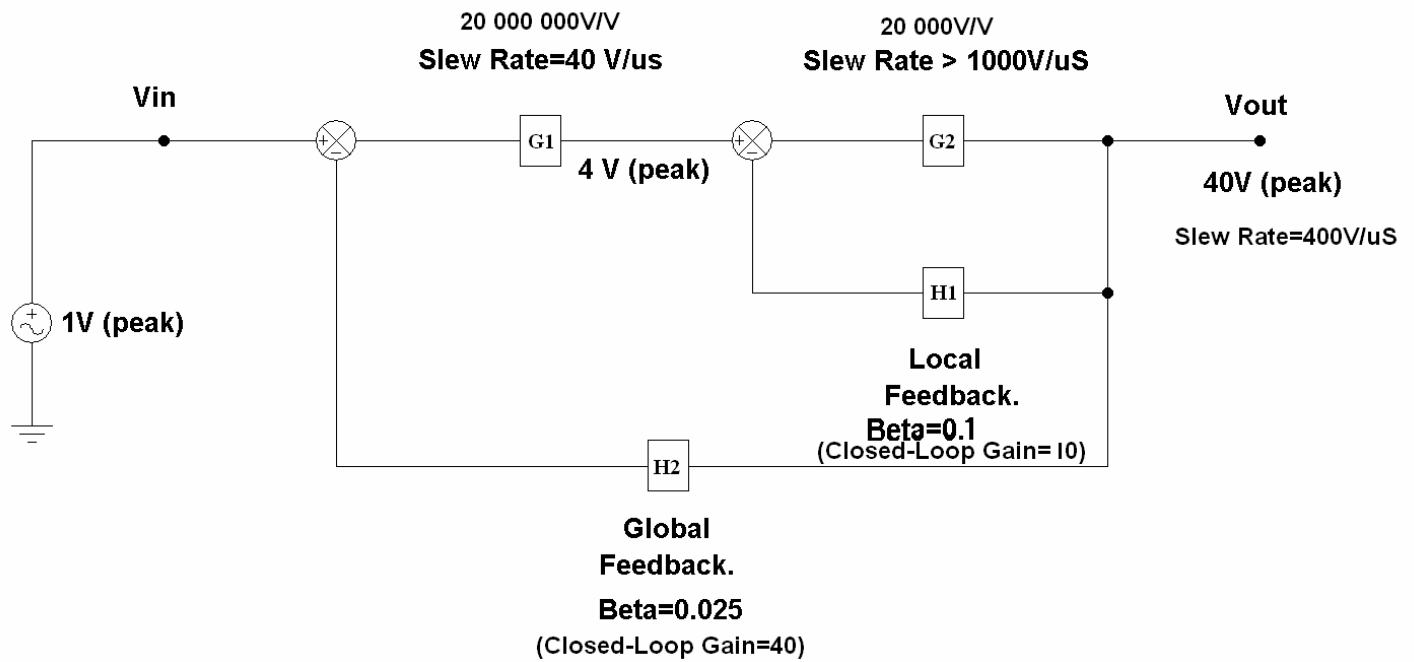 20 000 000V/V
Slew Rate=40 V/us
20 000V/V
Slew Rate > 1000V/uS
Vin
Vout
+
-
G1
+
-
G2
4 V (peak)
40V (peak)
Slew Rate=400V/uS
H1
+
1V (peak)
Local
Feedback.
Beta=0.1
(Closed-Loop Gain= I0)
H2
Global
Feedback.
Beta=0.025
(Closed-Loop Gain=40)